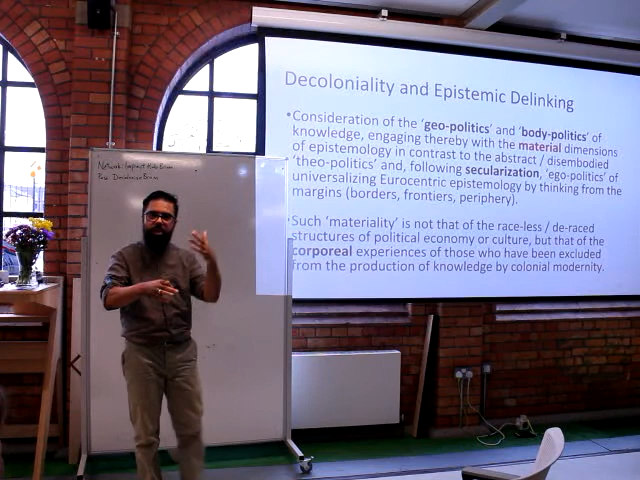 Decoloniality and Epistemic Delinking
•Consideration of the 'geo-politics' and 'body-politics' of
knowledge, engaging thereby with the material dimensions
of epistemology in contrast to the abstract / disembodied
'theo-politics' and, following secularization, 'ego-politics' of
universalizing Eurocentric epistemology by thinking from the
margins (borders, frontiers, periphery).
•Such 'materiality' is not that of the race-less / de-raced
structures of political economy or culture, but that of the
corporeal experiences of those who have been excluded
from the production of knowledge by colonial modernity.
Network: Impact Hub Brum